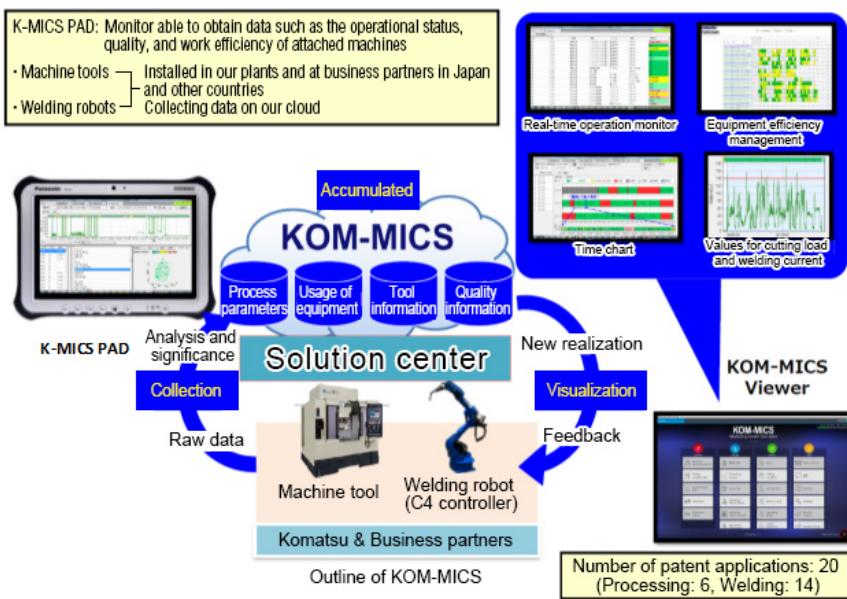 K-MICS PAD: Monitor able to obtain data such as the operational status,
quality, and work efficiency of attached machines
・Machine tools
Installed in our plants and at business partners in Japan
and other countries
・Welding robots
Collecting data on our cloud
Real-time operation monitor
Equipment efficiency
management
Time chart
Values for cutting load
and welding current
Panasonic
K-MICS PAD
Accumulated
KOM-MICS
Process
parameters
Usage of
equipment
Tool
information
Quality
information
Analysis and
significance
Solution center
New realization
Collection
Visualization
Raw data
Feedback
Machine tool
Welding robot
(C4 controller)
Komatsu & Business partners
Outline of KOM-MICS
KOM-MICS
Viewer
KOM-MICS
Number of patent applications: 20
(Processing: 6, Welding: 14)